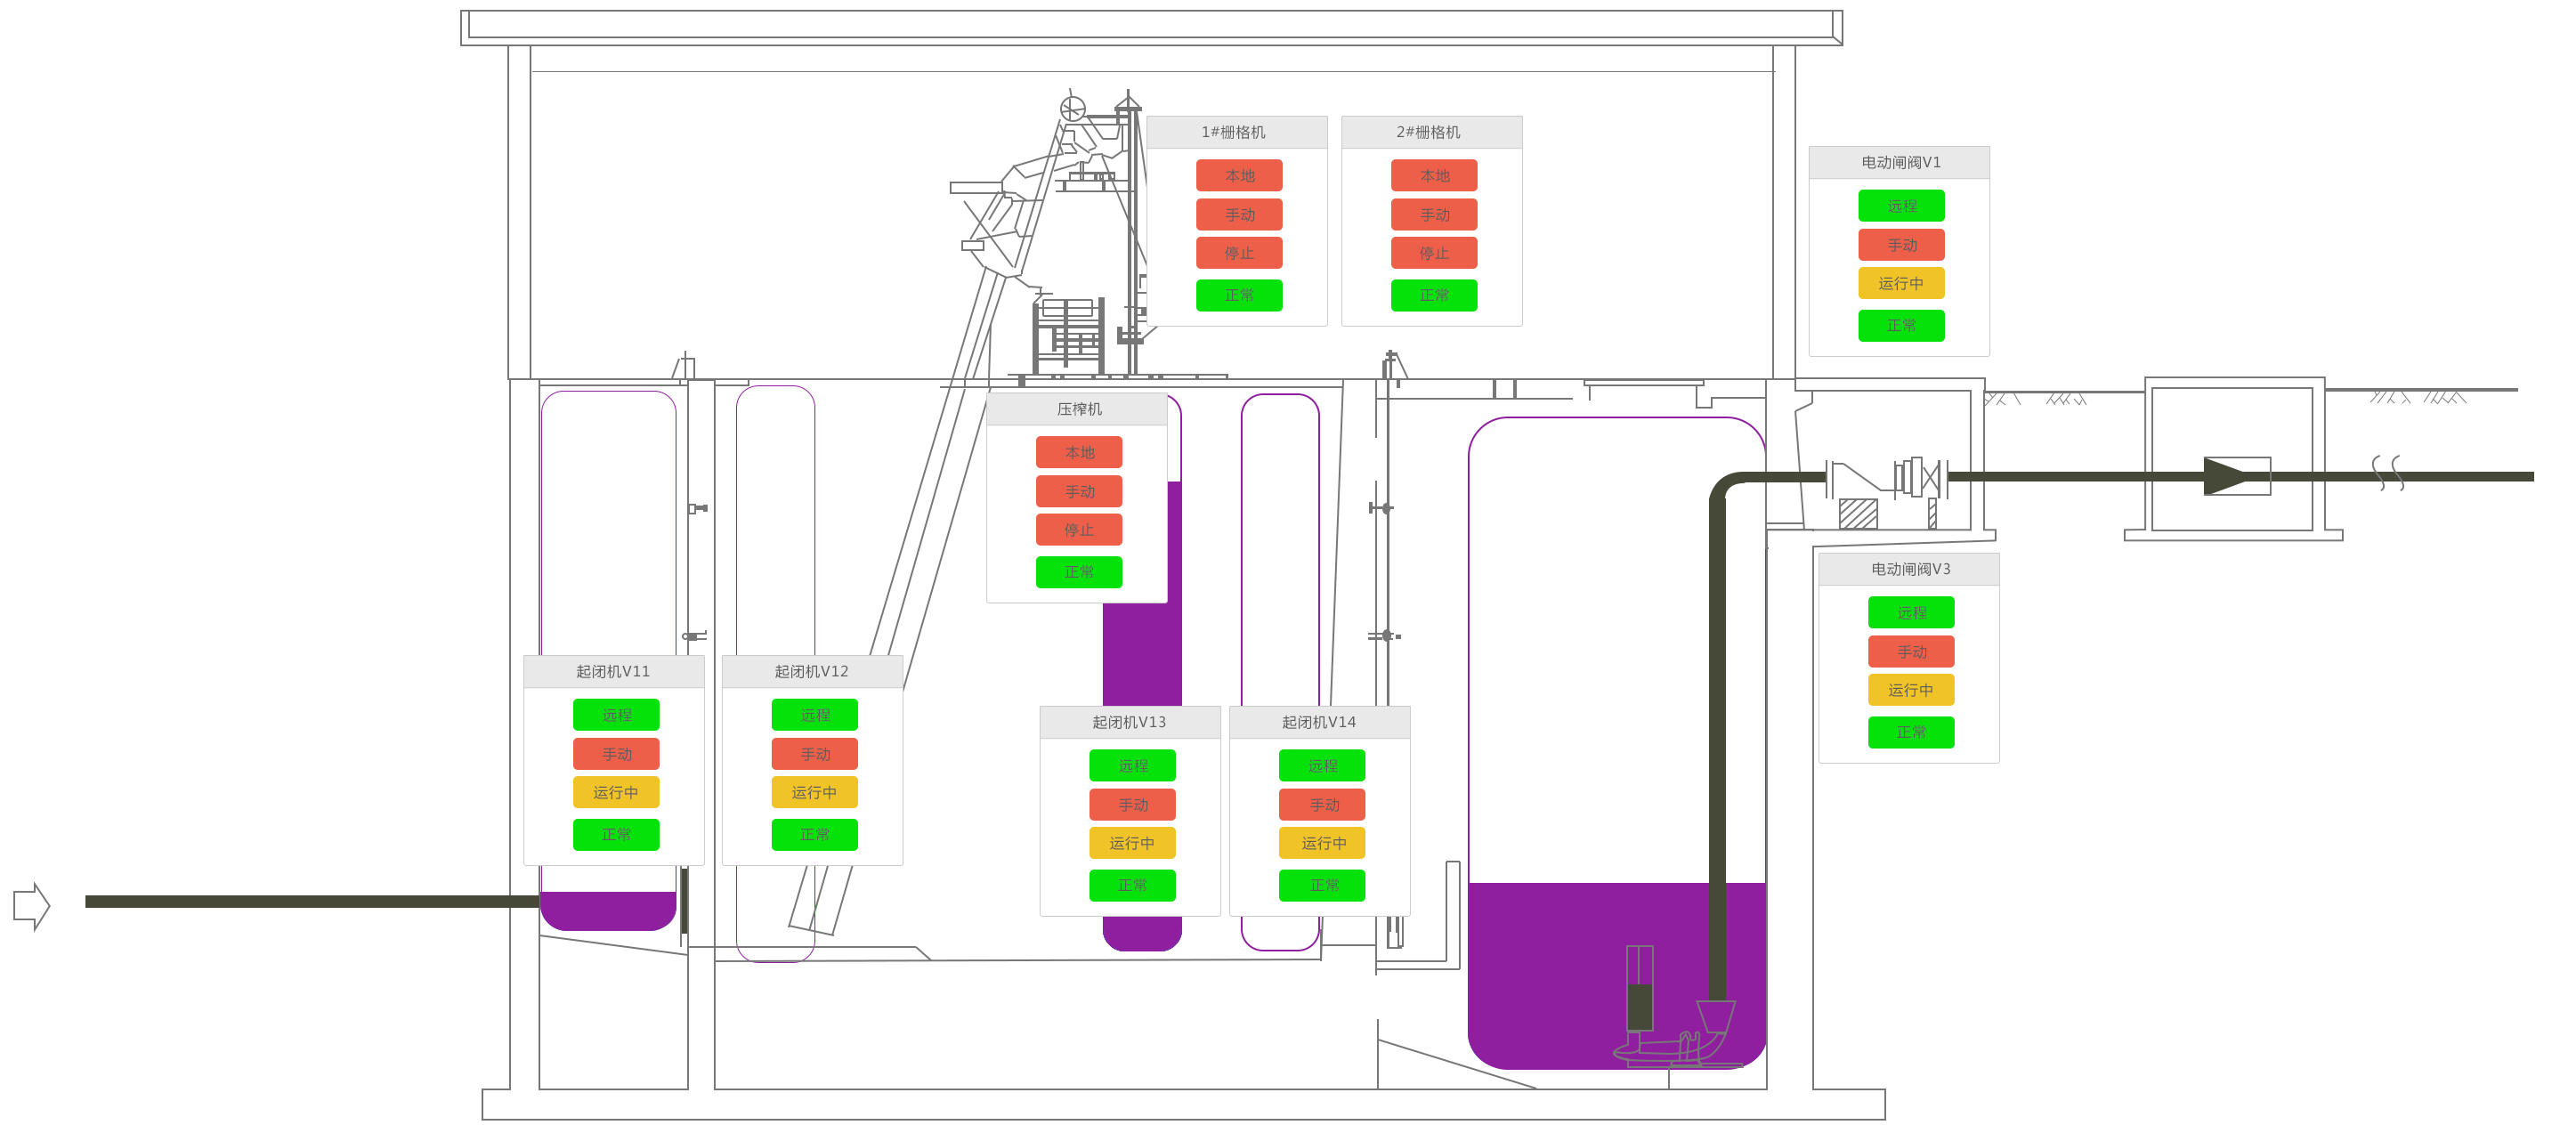 1#栅格机
本地
手动
停止
正常
2#栅格机
本地
手动
停止
正常
电动闸阀V1
远程
手动
运行中
正常
压榨机
本地
手动
停止
正常
电动闸阀V3
远程
手动
运行中
正常
起闭机V11
远程
手动
运行中
正常
起闭机V12
远程
手动
运行中
正常
起闭机V13
远程
手动
运行中
正常
起闭机V14
远程
手动
运行中
正常